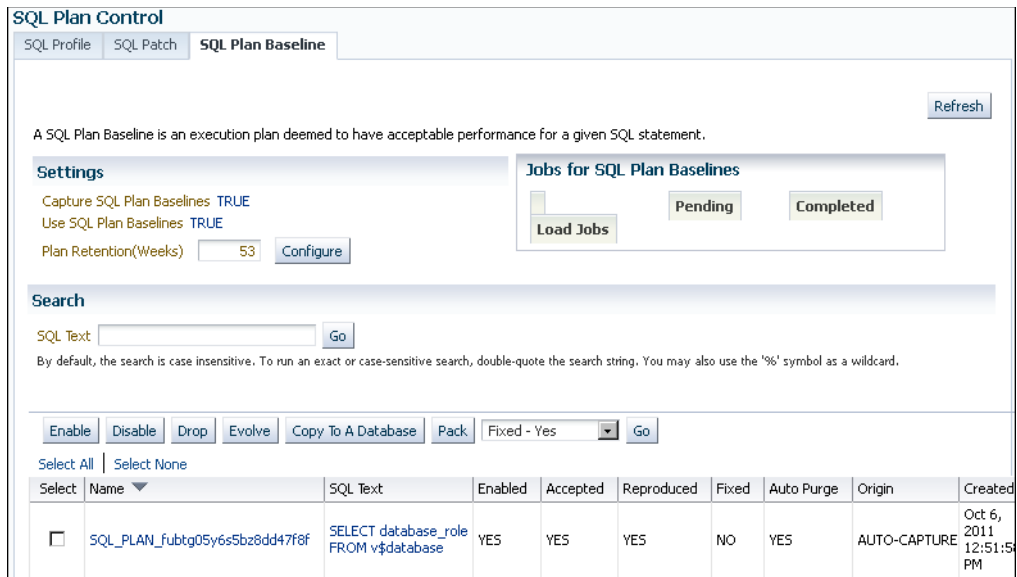 SQL Plan Control
SQL Profile SQL Patch SQL Plan Baseline
Refresh
A SQL Plan Baseline is an execution plan deemed to have acceptable performance for a given SQL statement.
Settings
Capture SQL Plan Baselines TRUE
Use SQL Plan Baselines TRUE
Plan Retention(Weeks) 53 Configure
Jobs for SQL Plan Baselines
Pending Completed
Load Jobs
Search
SQL Text Go
By default, the search is case insensitive. To run an exact or case-sensitive search, double-quote the search string. You may also use the '%' symbol as a wildcard.
Enable Disable Drop Evolve Copy To A Database Pack Fixed - Yes Go
Select All Select None
Select Name SQL Text Enabled Accepted Reproduced Fixed Auto Purge Origin Created
SQL_PLAN_fubtg05y6s5bz8dd47f8f
SELECT database_role
FROM v$database
YES YES YES NO YES AUTO-CAPTURE
Oct 6,
2011
12:51:58
PM